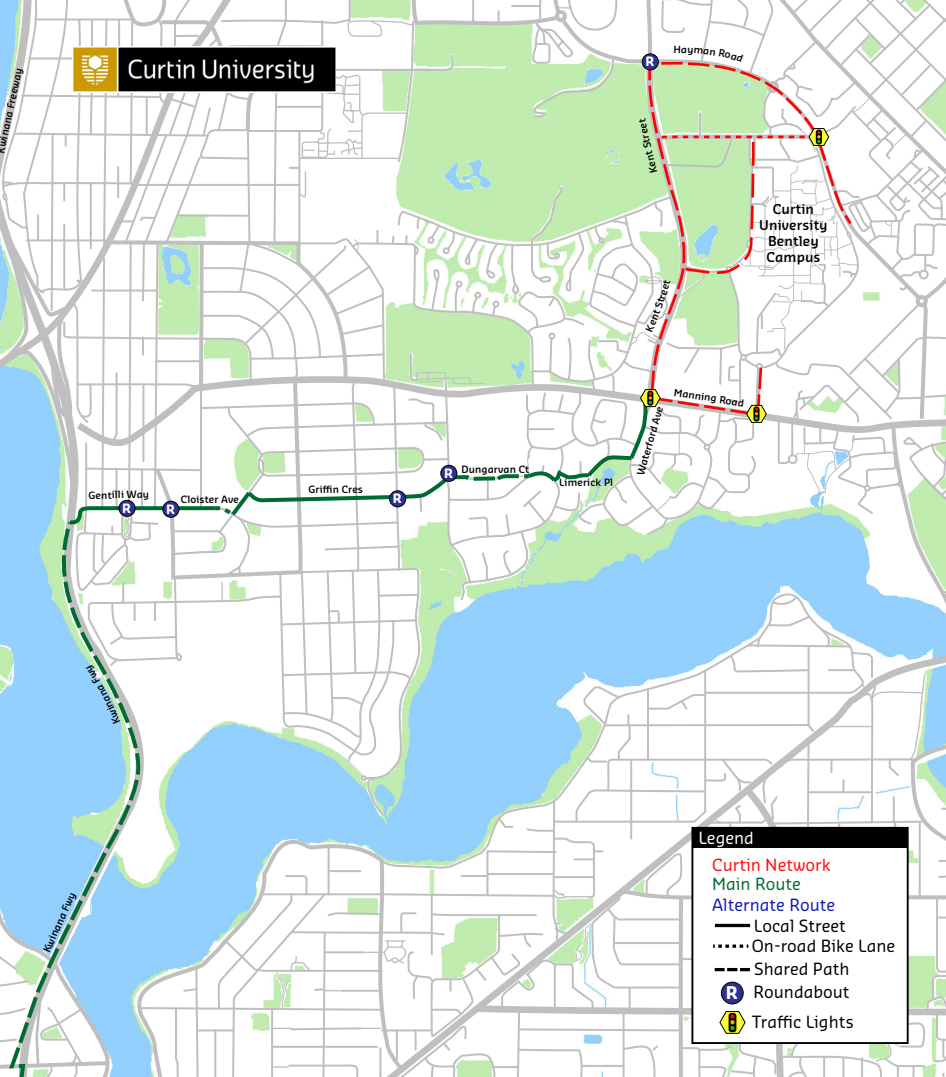 Curtin University
Kwinana Freeway
R
Hayman Road
Kent Street
Curtin
University
Bentley
Campus
Kent Street
Manning Road
Waterford Ave
R
Dungarvan Ct
Limerick Pl
Griffin Cres
R
Gentilli Way
Cloister Ave
R
R
Kwinana Fwy
Kwinana Fwy
Legend
Curtin Network
Main Route
Alternate Route
Local Street
On-road Bike Lane
Shared Path
R Roundabout
Traffic Lights